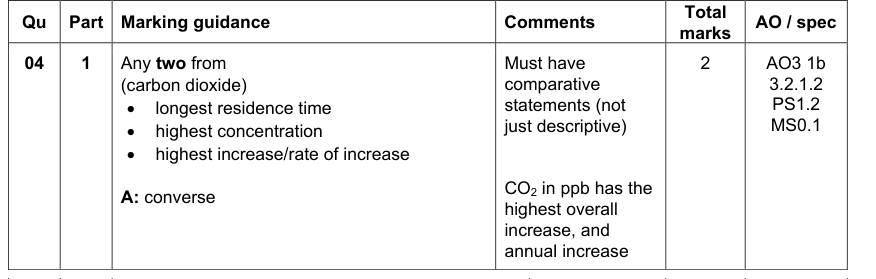 Qu Part Marking guidance Comments Total marks AO / spec
04 1 Any two from
(carbon dioxide)
• longest residence time
• highest concentration
• highest increase/rate of increase
A: converse
Must have
comparative
statements (not
just descriptive)
CO₂ in ppb has the
highest overall
increase, and
annual increase
2
AO3 1b
3.2.1.2
PS1.2
MS0.1